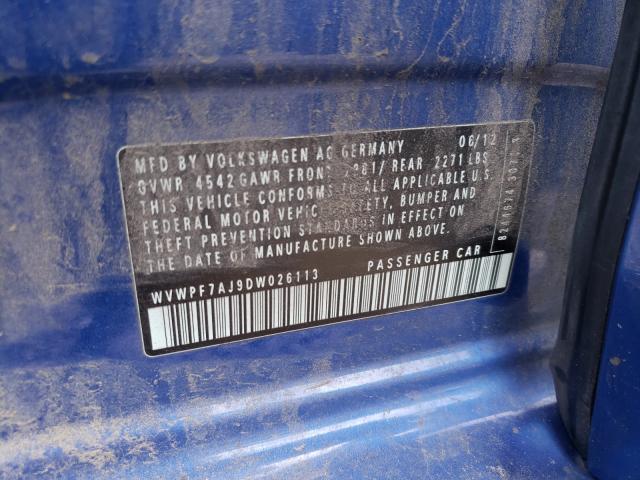 MFD BY VOLKSWAGEN AG GERMANY 06/12
GVWR 4542 GAWR FRONT REAR 2271 LBS
THIS VEHICLE CONFORMS TO ALL APPLICABLE U.S.
FEDERAL MOTOR VEHICLE SAFETY, BUMPER AND
THEFT PREVENTION STANDARDS IN EFFECT ON
THE DATE OF MANUFACTURE SHOWN ABOVE.
WVWPF7AJ9DW026113 PASSENGER CAR